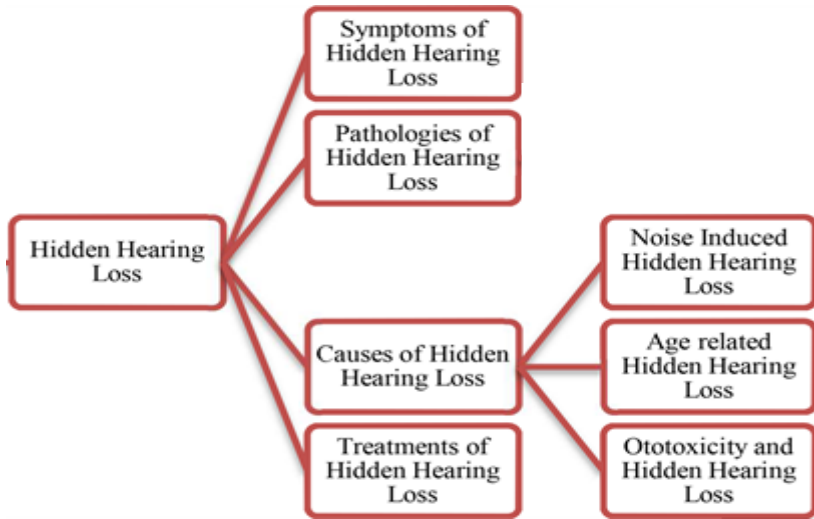 Symptoms of
Hidden Hearing
Loss
Pathologies of
Hidden Hearing
Loss
Hidden Hearing
Loss
Causes of Hidden
Hearing Loss
Treatments of
Hidden Hearing
Loss
Noise Induced
Hidden Hearing
Loss
Age related
Hidden Hearing
Loss
Ototoxicity and
Hidden Hearing
Loss